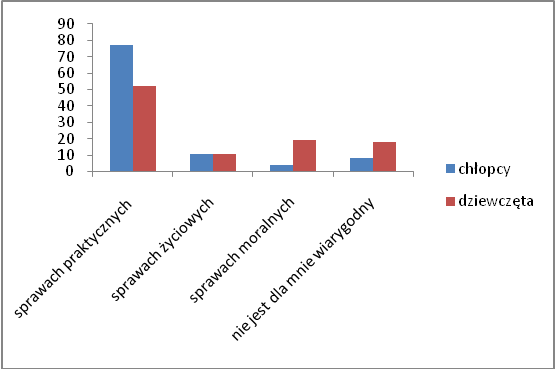 90
80
70
60
50
40
30
20
10
0
sprawach praktycznych
sprawach życiowych
sprawach moralnych
nie jest dla mnie wiarygodny
chłopcy
dziewczęta